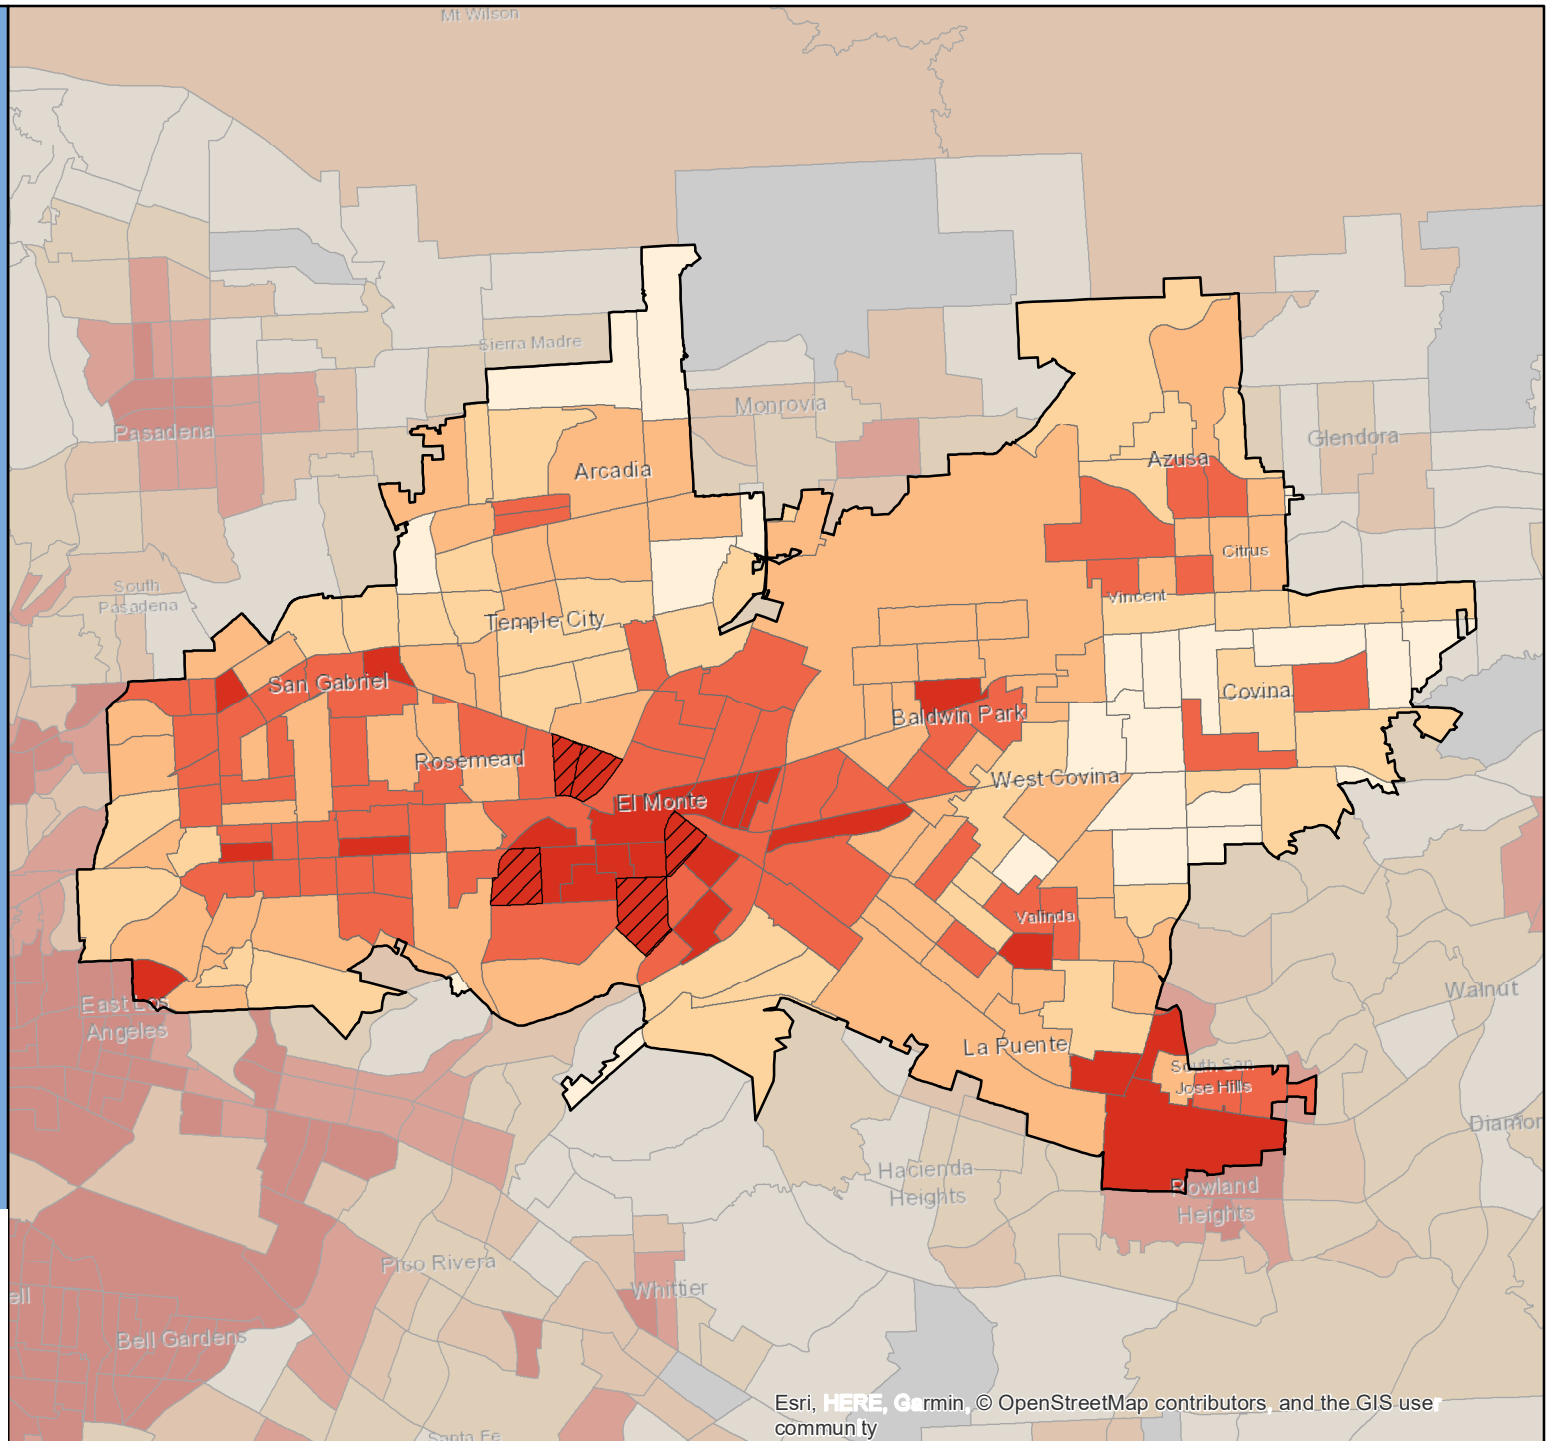 Mt Wilson
Sierra Madre
Monrovia
Pasadena
Glendora
Arcadia
Azusa
Citrus
South
Pasadena
Vincent
Temple City
San Gabriel
Covina
Baldwin Park
Rosemead
West Covina
El Monte
Valinda
East Los
Angeles
Walnut
La Puente
South San
Jose Hills
Diamon
Hacienda
Heights
Rowland
Heights
Pico Rivera
Whittier
ell
Bell Gardens
Esri, HERE, Garmin, © OpenStreetMap contributors, and the GIS user
community
Santa Fe